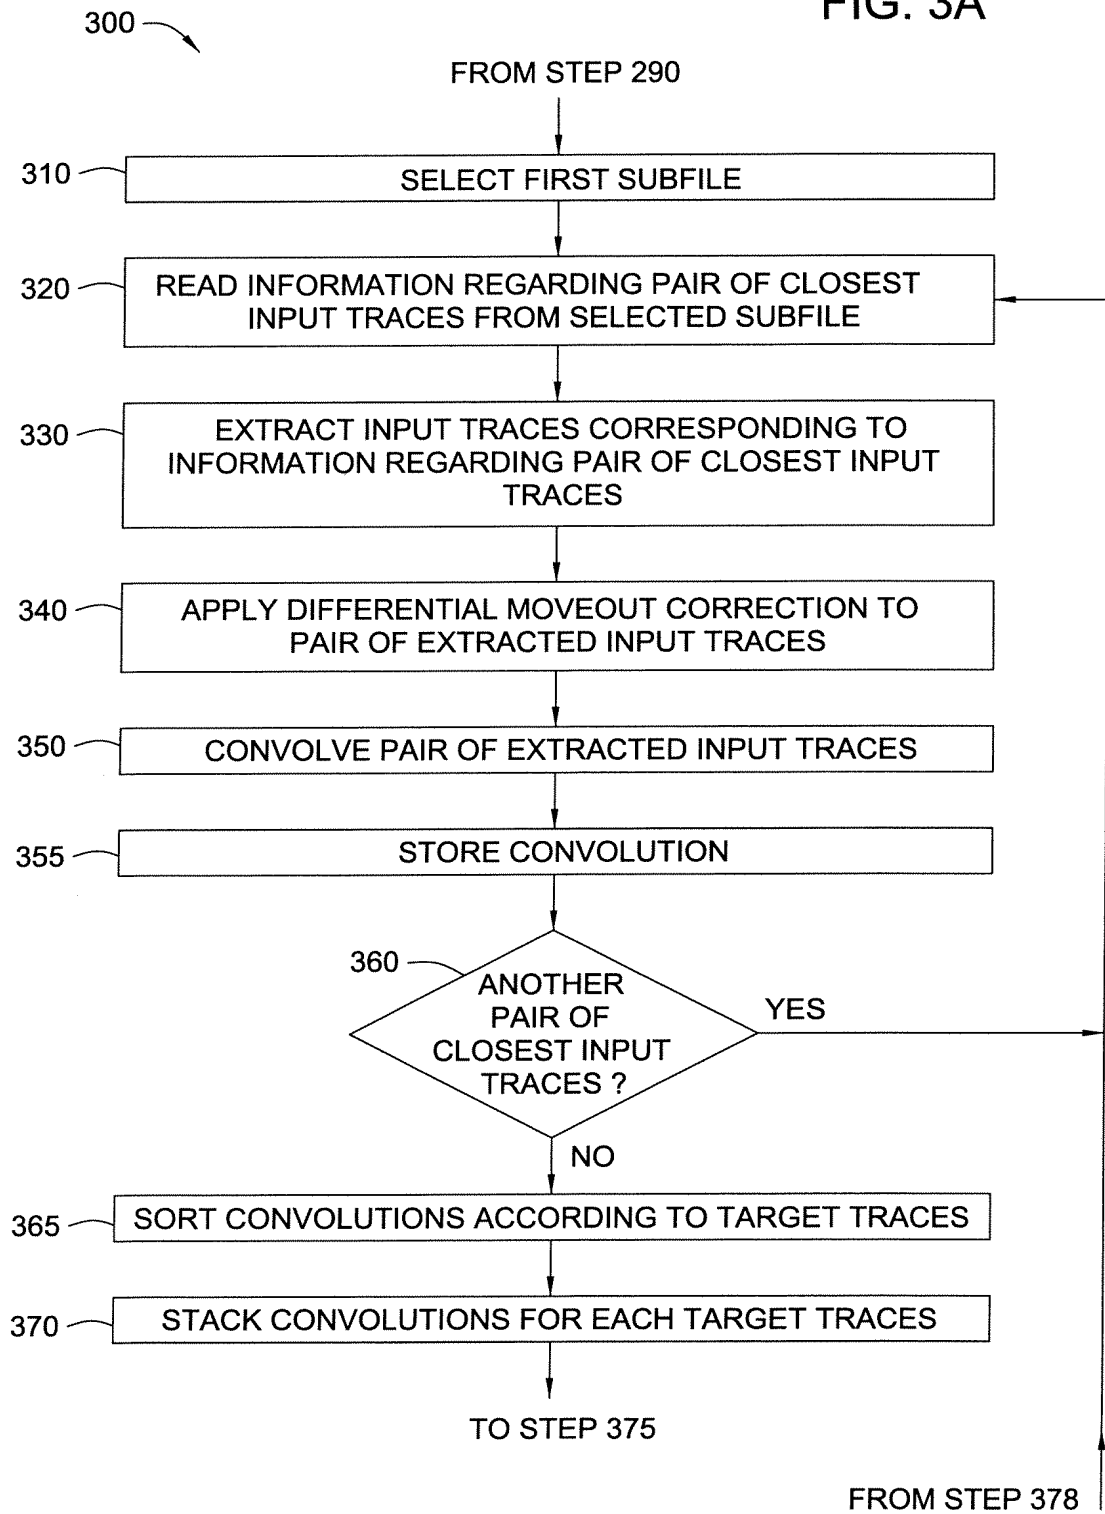 FIG. 3A
300
FROM STEP 290
310
SELECT FIRST SUBFILE
320
READ INFORMATION REGARDING PAIR OF CLOSEST
INPUT TRACES FROM SELECTED SUBFILE
330
EXTRACT INPUT TRACES CORRESPONDING TO
INFORMATION REGARDING PAIR OF CLOSEST INPUT
TRACES
340
APPLY DIFFERENTIAL MOVEOUT CORRECTION TO
PAIR OF EXTRACTED INPUT TRACES
350
CONVOLVE PAIR OF EXTRACTED INPUT TRACES
355
STORE CONVOLUTION
360
ANOTHER
PAIR OF
CLOSEST INPUT
TRACES ?
YES
NO
365
SORT CONVOLUTIONS ACCORDING TO TARGET TRACES
370
STACK CONVOLUTIONS FOR EACH TARGET TRACES
TO STEP 375
FROM STEP 378